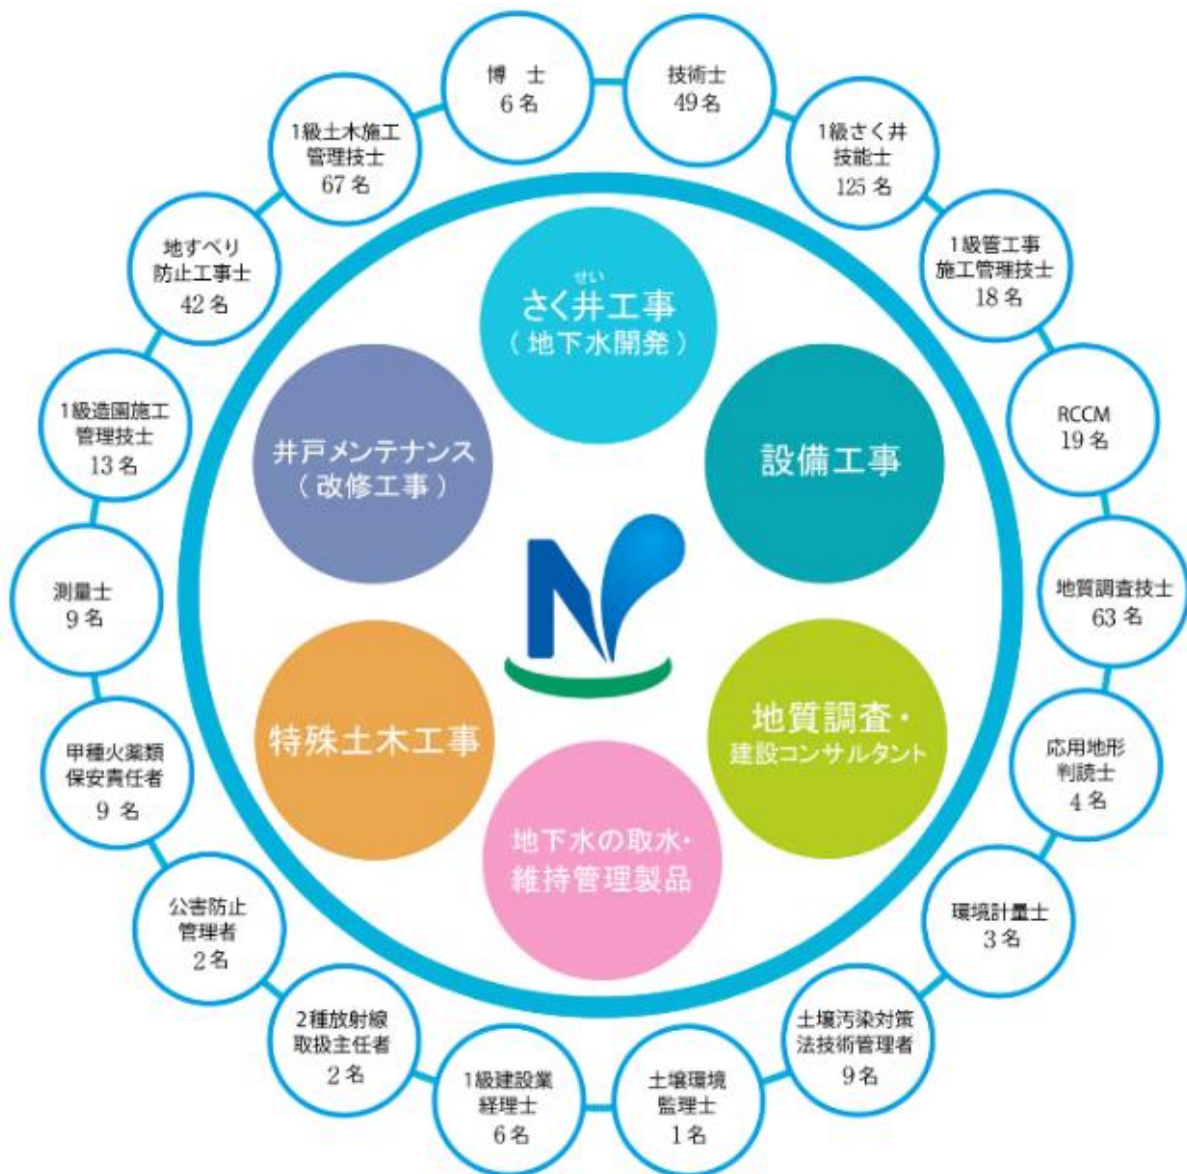 博　士
6名
技術士
49名
1級さく井
技能士
125名
1級管工事
施工管理技士
18名
RCCM
19名
地質調査技士
63名
応用地形
判読士
4名
環境計量士
3名
土壌汚染対策
法技術管理者
9名
土壌環境
監理士
1名
1級建設業
経理士
6名
2種放射線
取扱主任者
2名
公害防止
管理者
2名
甲種火薬類
保安責任者
9名
測量士
9名
1級造園施工
管理技士
13名
地すべり
防止工事士
42名
1級土木施工
管理技士
67名
せい
さく井工事
(地下水開発)
設備工事
地質調査・
建設コンサルタント
地下水の取水・
維持管理製品
特殊土木工事
井戸メンテナンス
(改修工事)
N